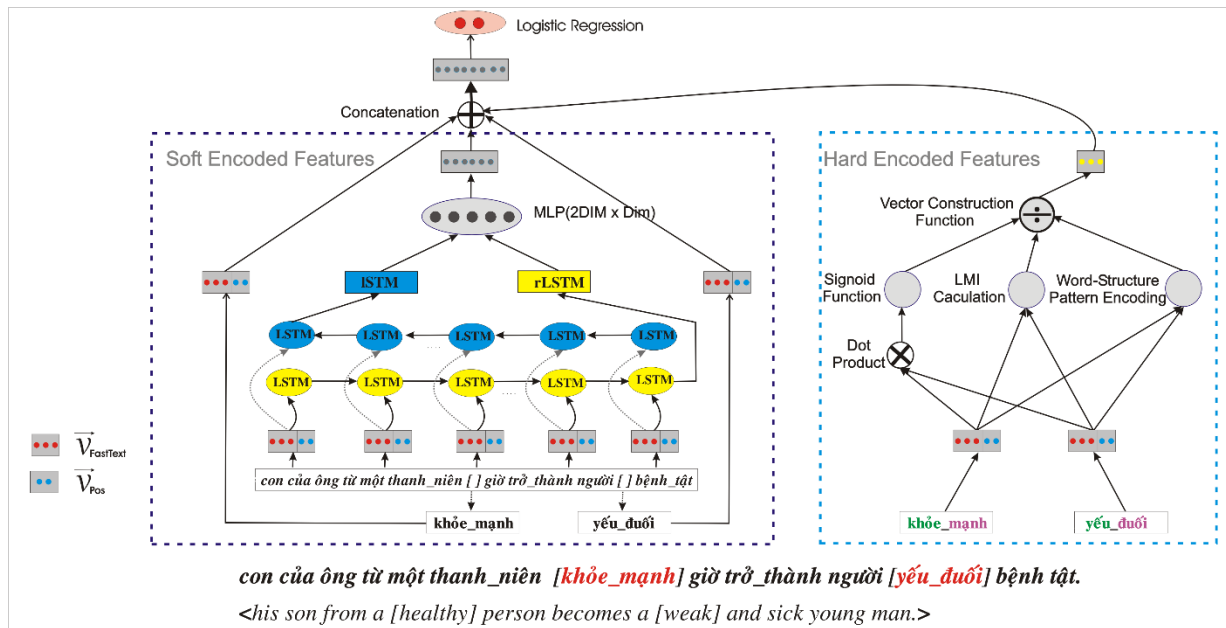 Logistic Regression
Concatenation
Soft Encoded Features
Hard Encoded Features
MLP(2DIM x Dim)
Vector Construction
Function
lSTM
rLSTM
Signoid
Function
LMI
Caculation
Word-Structure
Pattern Encoding
LSTM LSTM LSTM LSTM LSTM
....
Dot
Product
LSTM LSTM LSTM LSTM LSTM
....
V FastText
V Pos
con của ông từ một thanh_niên [ ] giờ trở_thành người [ ] bệnh_tật
khỏe_mạnh
yếu_đuối
khỏe_mạnh
yếu_đuối
con của ông từ một thanh_niên [khỏe_mạnh] giờ trở_thành người [yếu_đuối] bệnh tật.
<his son from a [healthy] person becomes a [weak] and sick young man.>